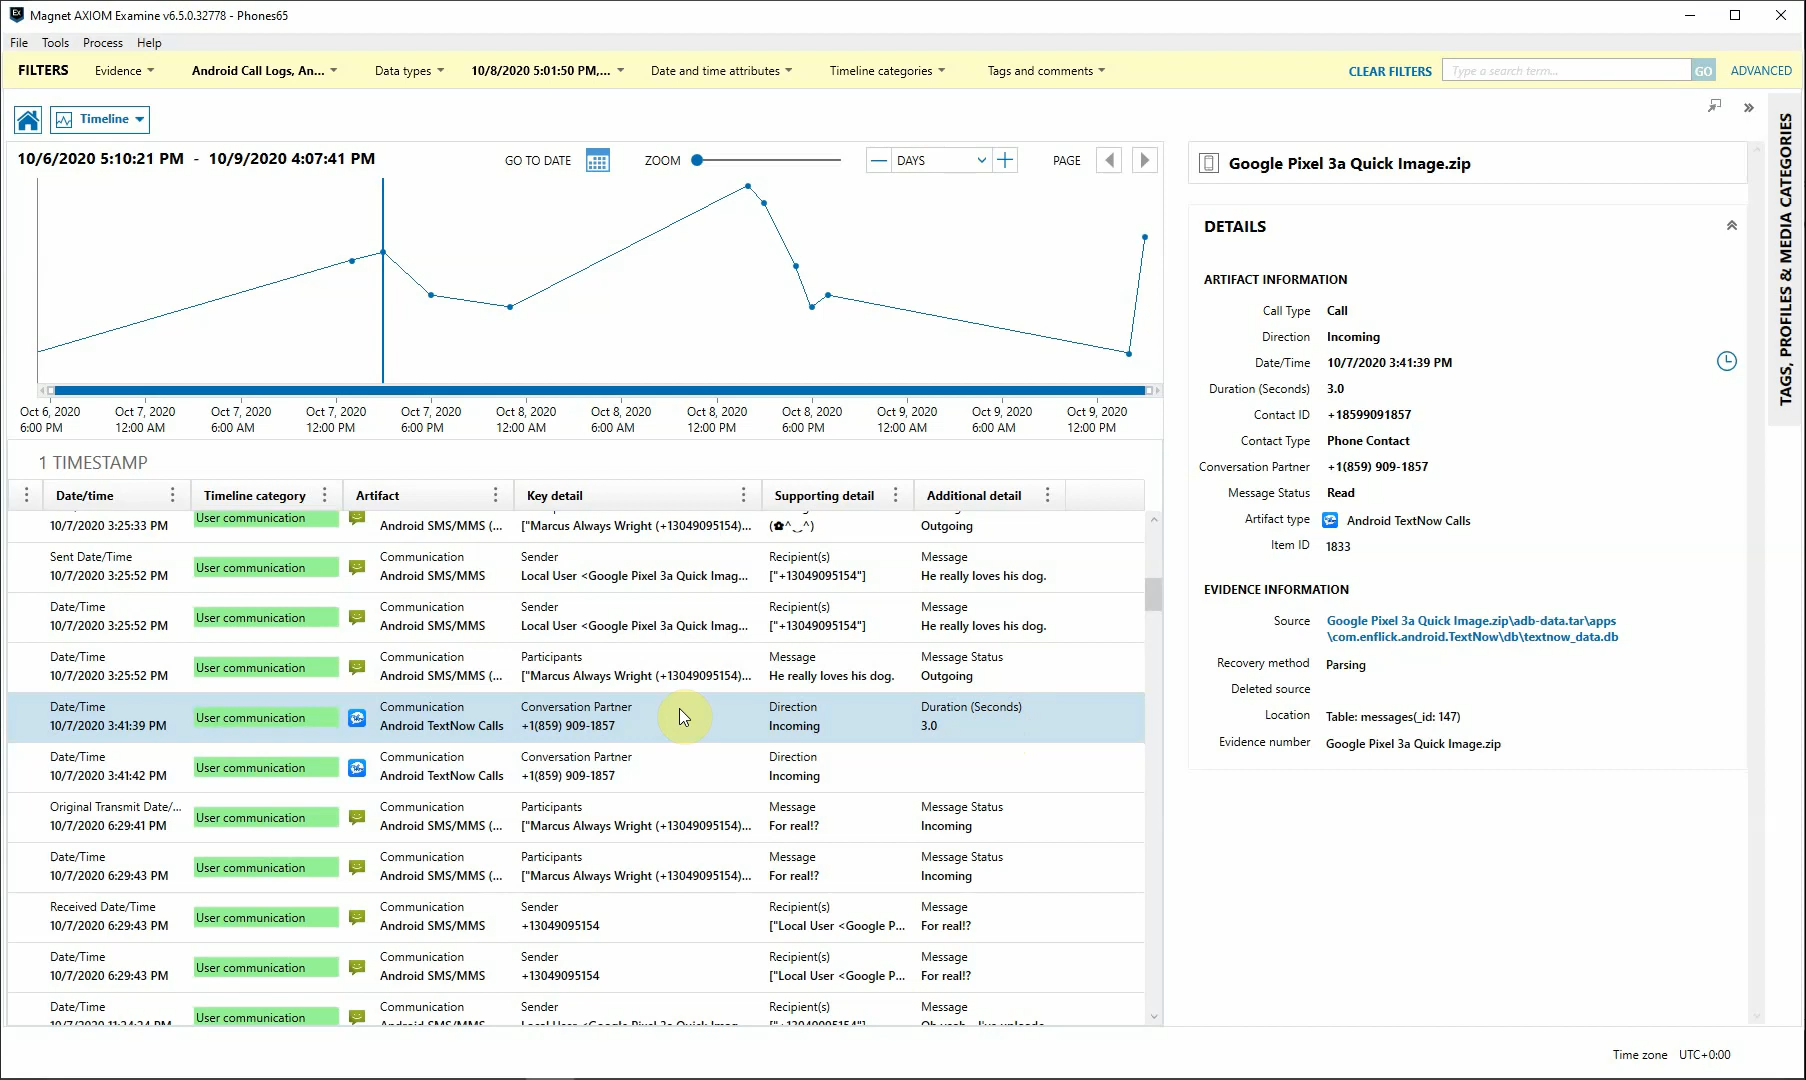 Magnet AXIOM Examine v6.5.0.32778 - Phones65
File Tools Process Help
FILTERS Evidence Android Call Logs, An... Data types 10/8/2020 5:01:50 PM,... Date and time attributes Timeline categories Tags and comments CLEAR FILTERS Type a search term... GO ADVANCED
Timeline
10/6/2020 5:10:21 PM - 10/9/2020 4:07:41 PM GO TO DATE ZOOM DAYS PAGE
Oct 6, 2020 Oct 7, 2020 Oct 7, 2020 Oct 7, 2020 Oct 7, 2020 Oct 8, 2020 Oct 8, 2020 Oct 8, 2020 Oct 8, 2020 Oct 9, 2020 Oct 9, 2020 Oct 9, 2020
6:00 PM 12:00 AM 6:00 AM 12:00 PM 6:00 PM 12:00 AM 6:00 AM 12:00 PM 6:00 PM 12:00 AM 6:00 AM 12:00 PM
1 TIMESTAMP
Date/time Timeline category Artifact Key detail Supporting detail Additional detail
10/7/2020 3:25:33 PM User communication Android SMS/MMS (... ["Marcus Always Wright (+13049095154)... (✿^‿^) Outgoing
Sent Date/Time Communication Sender Recipient(s) Message
10/7/2020 3:25:52 PM User communication Android SMS/MMS Local User <Google Pixel 3a Quick Imag... ["+13049095154"] He really loves his dog.
Date/Time Communication Sender Recipient(s) Message
10/7/2020 3:25:52 PM User communication Android SMS/MMS Local User <Google Pixel 3a Quick Imag... ["+13049095154"] He really loves his dog.
Date/Time Communication Participants Message Message Status
10/7/2020 3:25:52 PM User communication Android SMS/MMS (... ["Marcus Always Wright (+13049095154)... He really loves his dog. Outgoing
Date/Time Communication Conversation Partner Direction Duration (Seconds)
10/7/2020 3:41:39 PM User communication Android TextNow Calls +1(859) 909-1857 Incoming 3.0
Date/Time Communication Conversation Partner Direction
10/7/2020 3:41:42 PM User communication Android TextNow Calls +1(859) 909-1857 Incoming
Original Transmit Date/... Communication Participants Message Message Status
10/7/2020 6:29:41 PM User communication Android SMS/MMS (... ["Marcus Always Wright (+13049095154)... For real!? Incoming
Date/Time Communication Participants Message Message Status
10/7/2020 6:29:43 PM User communication Android SMS/MMS (... ["Marcus Always Wright (+13049095154)... For real!? Incoming
Received Date/Time Communication Sender Recipient(s) Message
10/7/2020 6:29:43 PM User communication Android SMS/MMS +13049095154 ["Local User <Google P... For real!?
Date/Time Communication Sender Recipient(s) Message
10/7/2020 6:29:43 PM User communication Android SMS/MMS +13049095154 ["Local User <Google P... For real!?
Date/Time Communication Sender Recipient(s) Message
User communication
Google Pixel 3a Quick Image.zip
DETAILS
ARTIFACT INFORMATION
Call Type Call
Direction Incoming
Date/Time 10/7/2020 3:41:39 PM
Duration (Seconds) 3.0
Contact ID +18599091857
Contact Type Phone Contact
Conversation Partner +1(859) 909-1857
Message Status Read
Artifact type Android TextNow Calls
Item ID 1833
EVIDENCE INFORMATION
Source Google Pixel 3a Quick Image.zip\adb-data.tar\apps
\com.enflick.android.TextNow\db\textnow_data.db
Recovery method Parsing
Deleted source
Location Table: messages(_id: 147)
Evidence number Google Pixel 3a Quick Image.zip
TAGS, PROFILES & MEDIA CATEGORIES
Time zone UTC+0:00